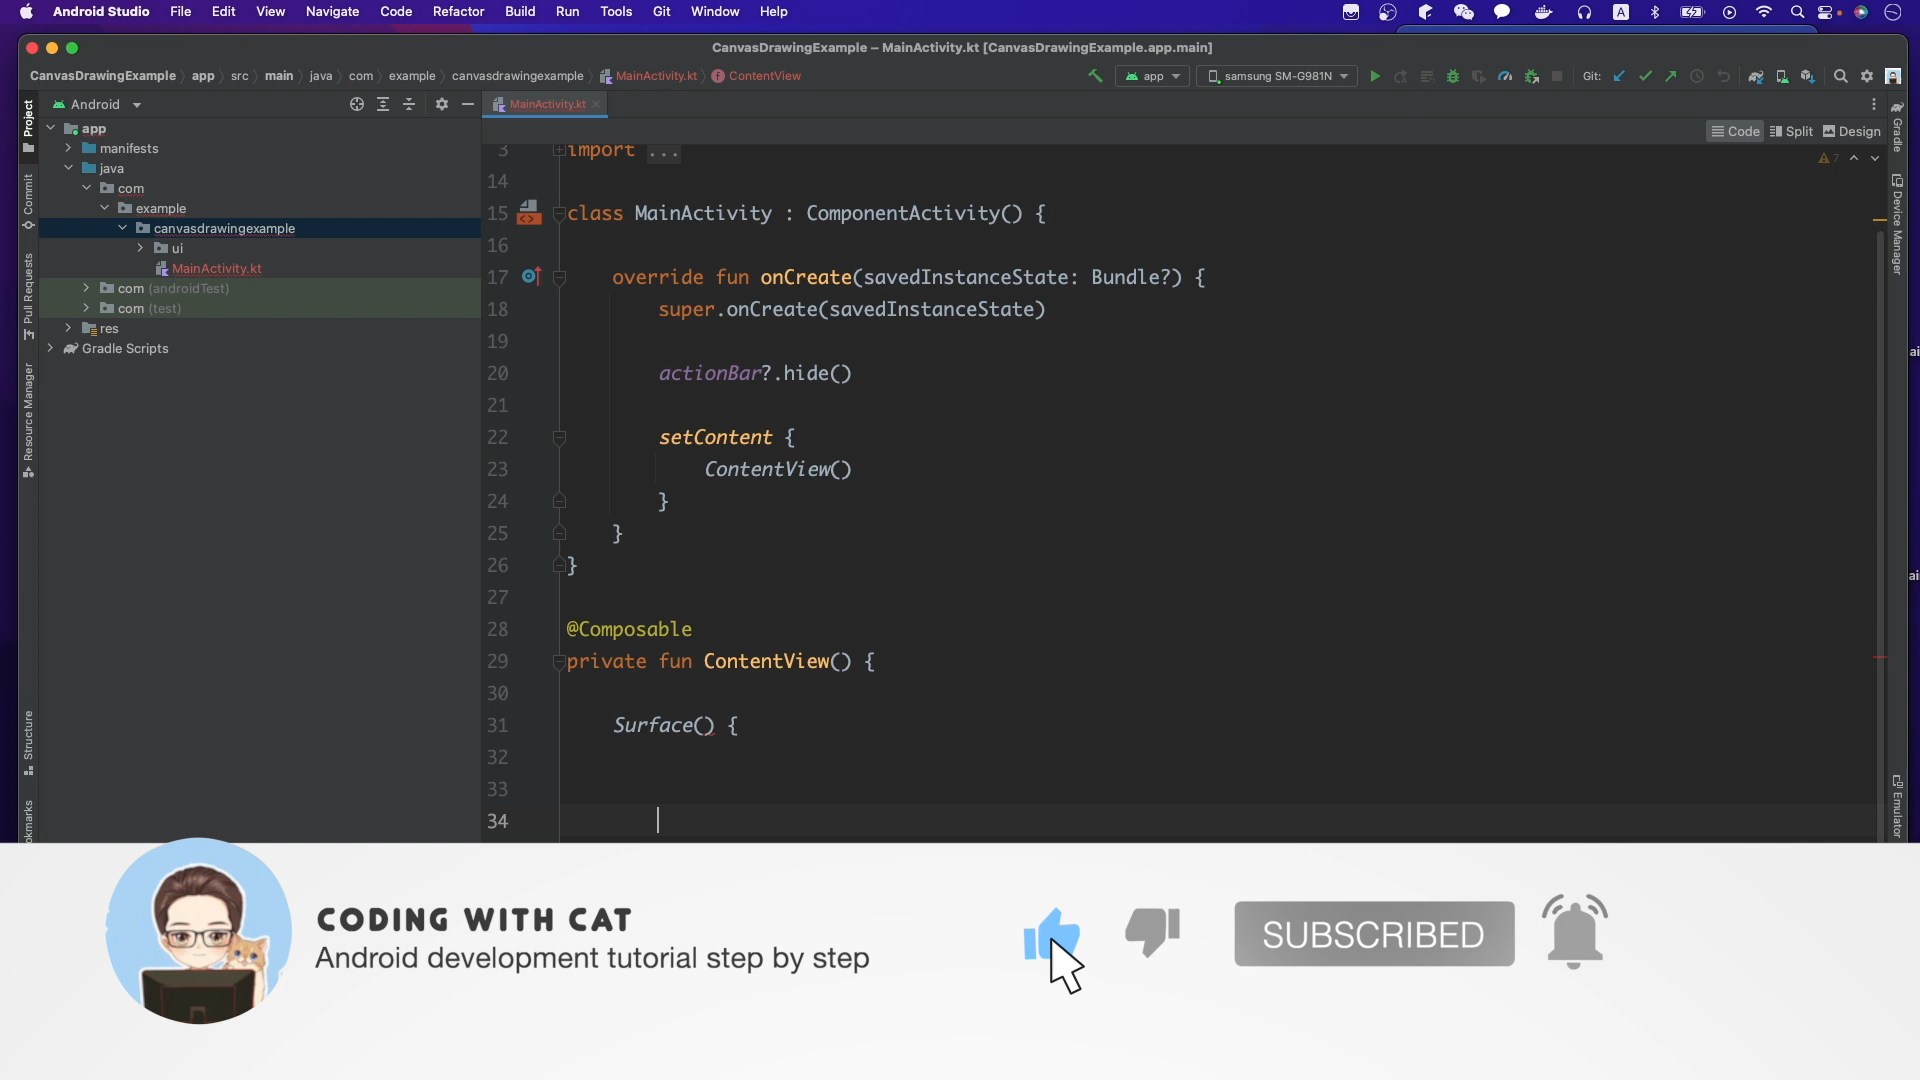 Android Studio File Edit View Navigate Code Refactor Build Run Tools Git Window Help
A
CanvasDrawingExample – MainActivity.kt [CanvasDrawingExample.app.main]
CanvasDrawingExample app src main java com example canvasdrawingexample MainActivity.kt ContentView
app samsung SM-G981N Git:
Android
MainActivity.kt
Code Split Design
7
Project
Commit
Pull Requests
Resource Manager
Structure
Gradle
Device Manager
Emulator
app
manifests
java
com
example
canvasdrawingexample
ui
MainActivity.kt
com (androidTest)
com (test)
res
Gradle Scripts
3 import ...
14
15 class MainActivity : ComponentActivity() {
16
17 override fun onCreate(savedInstanceState: Bundle?) {
18 super.onCreate(savedInstanceState)
19
20 actionBar?.hide()
21
22 setContent {
23 ContentView()
24 }
25 }
26 }
27
28 @Composable
29 private fun ContentView() {
30
31 Surface() {
32
33
34
CODING WITH CAT
Android development tutorial step by step
SUBSCRIBED